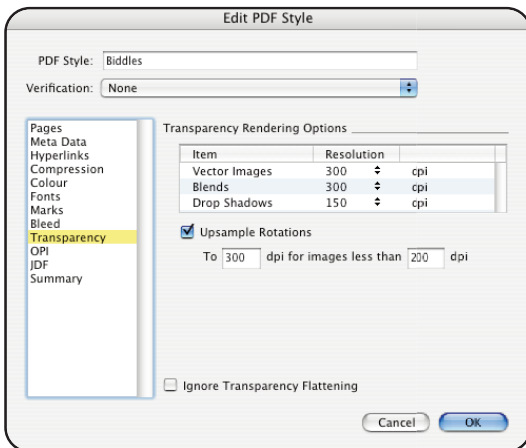 Edit PDF Style
PDF Style: Biddles
Verification: None
Pages
Meta Data
Hyperlinks
Compression
Colour
Fonts
Marks
Bleed
Transparency
OPI
JDF
Summary
Transparency Rendering Options
Item Resolution
Vector Images 300 cpi
Blends 300 cpi
Drop Shadows 150 cpi
Upsample Rotations
To 300 dpi for images less than 200 dpi
Ignore Transparency Flattening
Cancel OK